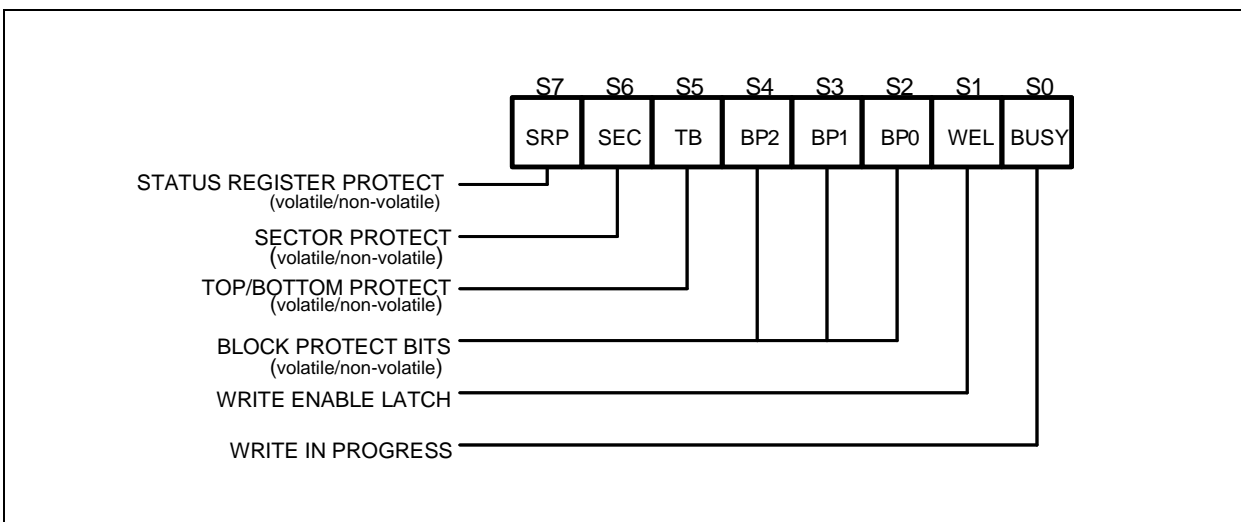 S7 S6 S5 S4 S3 S2 S1 S0
SRP SEC TB BP2 BP1 BP0 WEL BUSY
STATUS REGISTER PROTECT
(volatile/non-volatile)
SECTOR PROTECT
(volatile/non-volatile)
TOP/BOTTOM PROTECT
(volatile/non-volatile)
BLOCK PROTECT BITS
(volatile/non-volatile)
WRITE ENABLE LATCH
WRITE IN PROGRESS